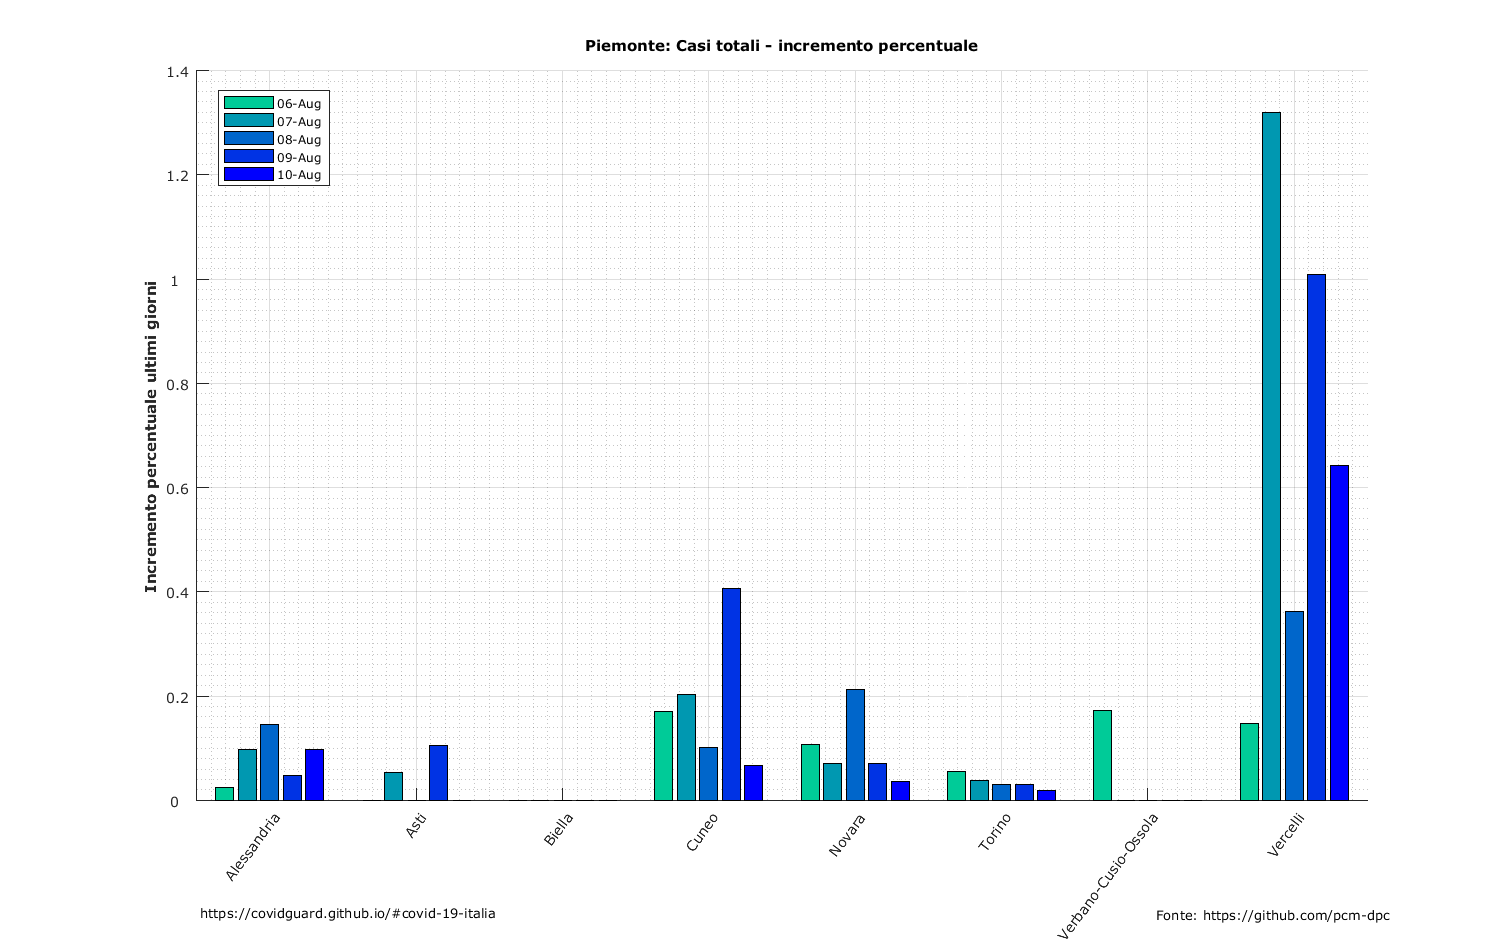 Piemonte: Casi totali - incremento percentuale
1.4
1.2
1
0.8
0.6
0.4
0.2
0
Incremento percentuale ultimi giorni
06-Aug
07-Aug
08-Aug
09-Aug
10-Aug
Alessandria
Asti
Biella
Cuneo
Novara
Torino
Verbano-Cusio-Ossola
Vercelli
https://covidguard.github.io/#covid-19-italia
Fonte: https://github.com/pcm-dpc